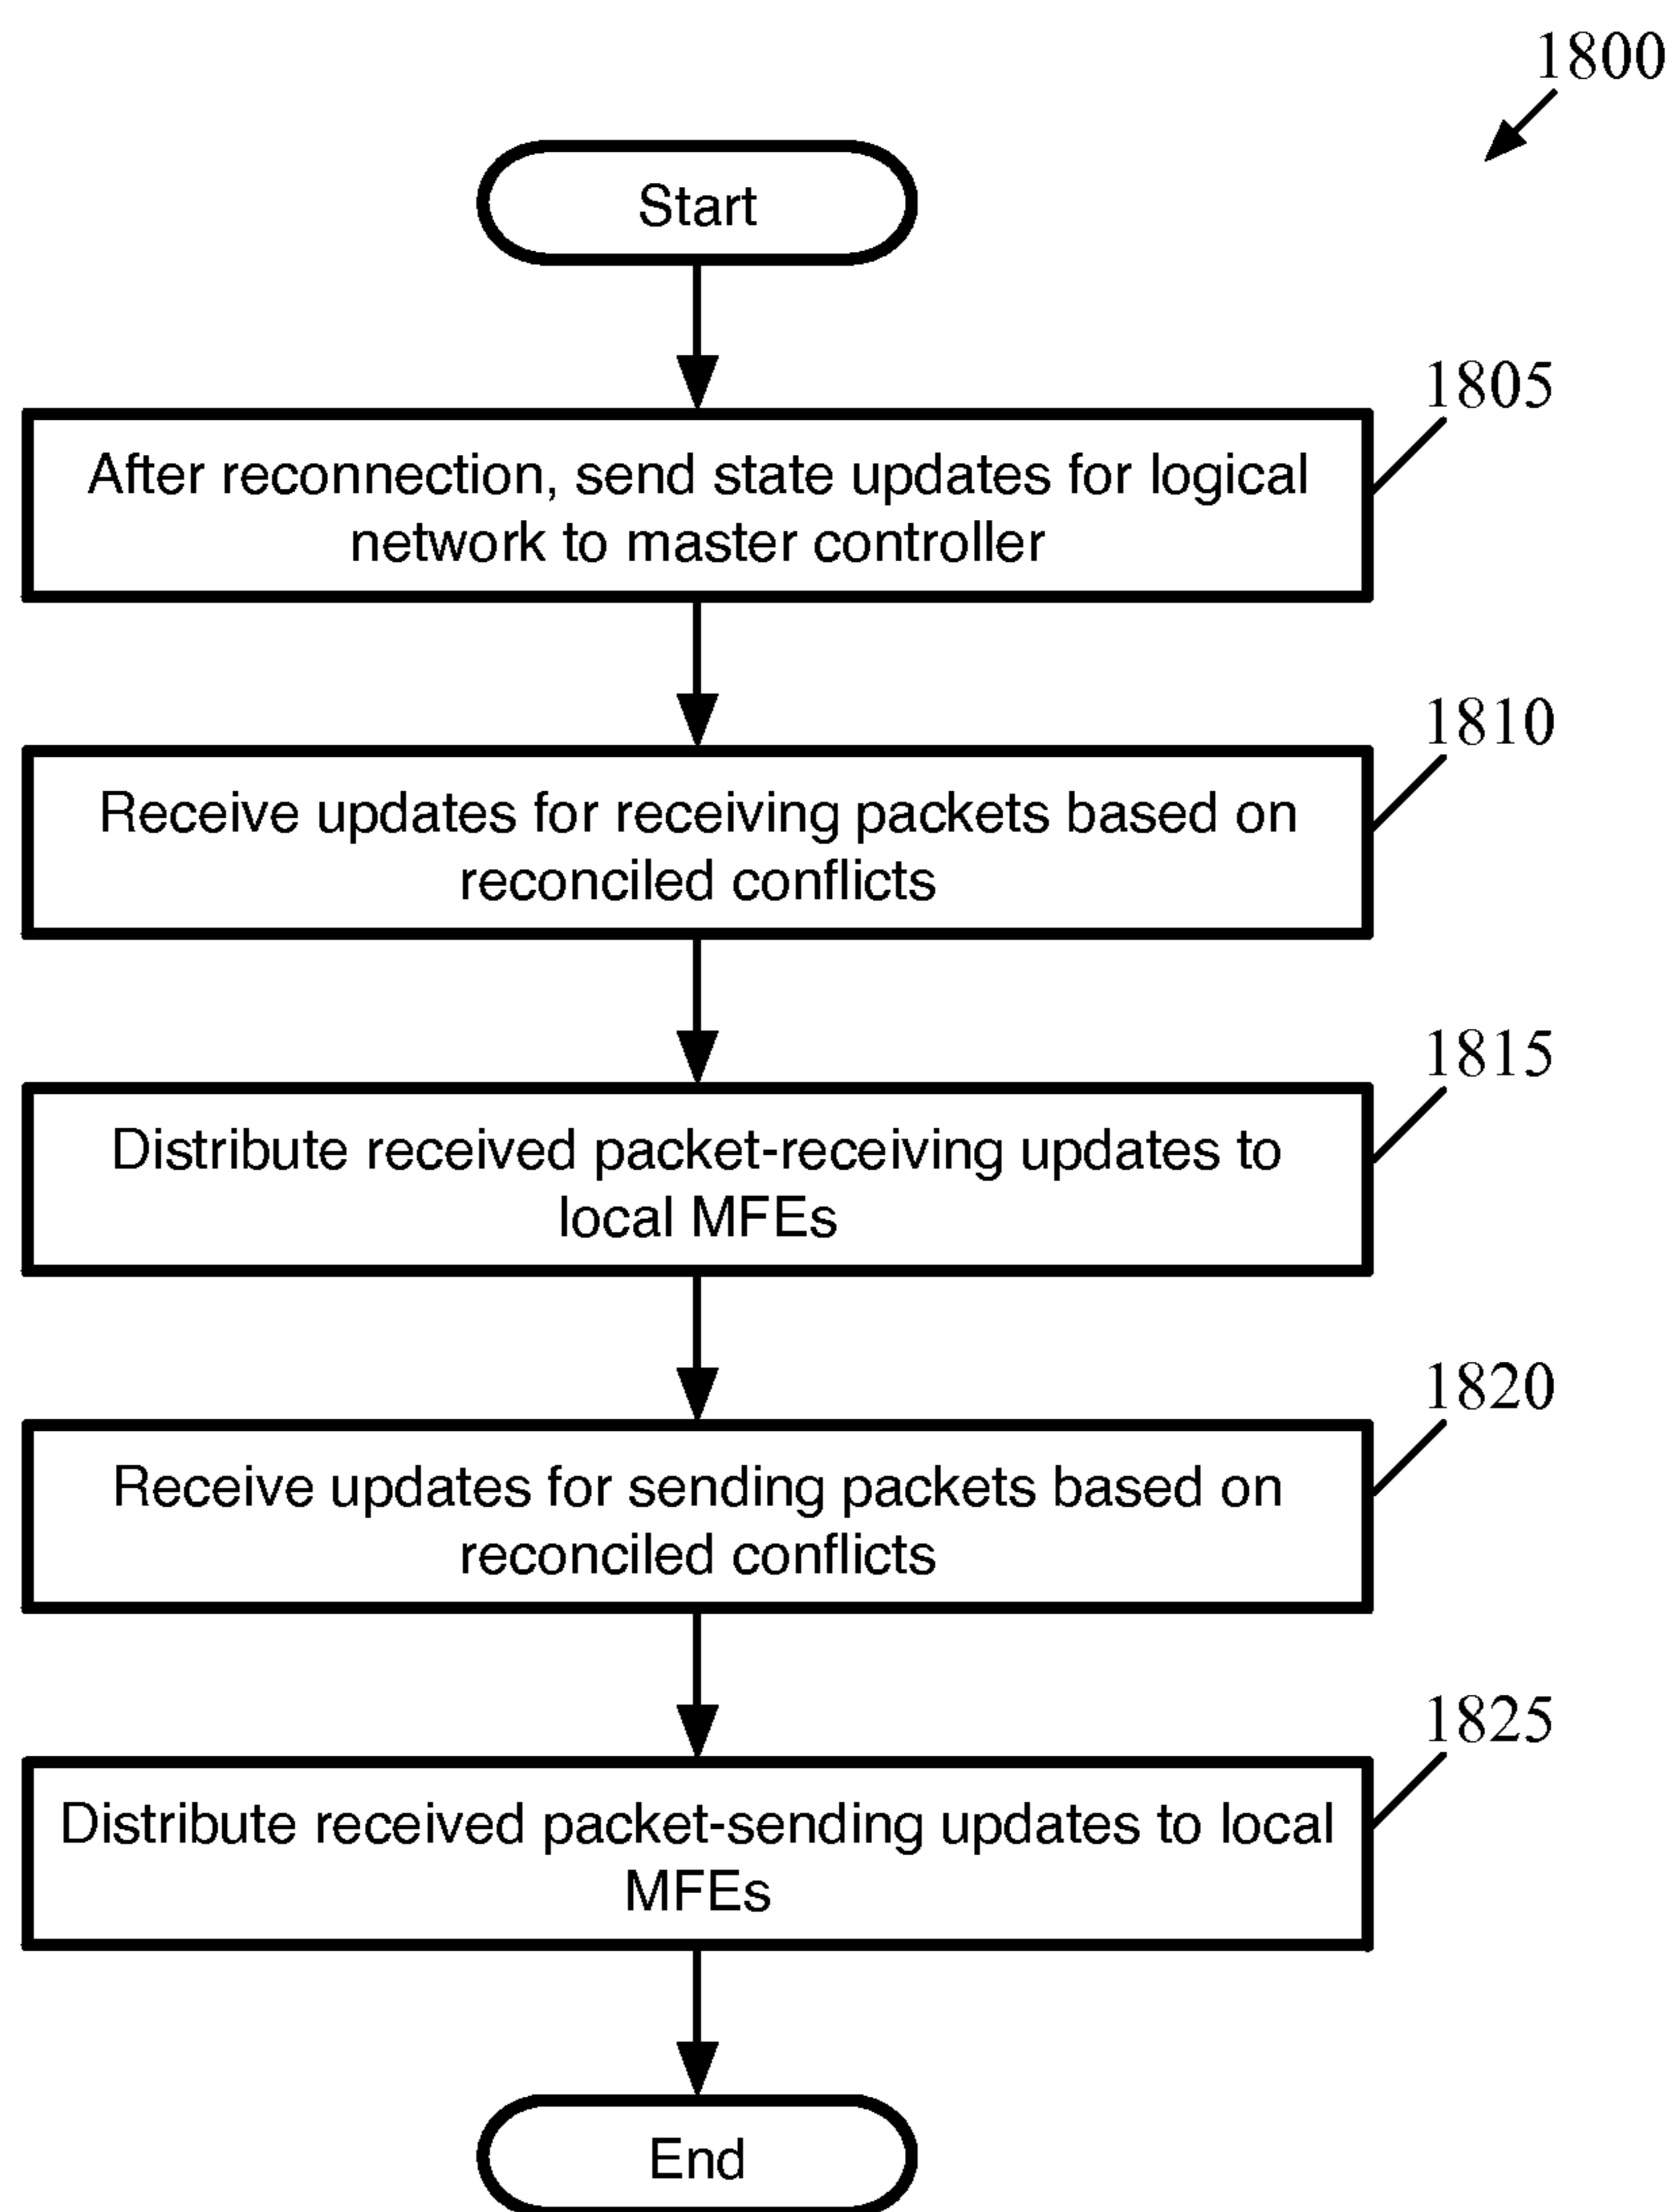 1800
Start
1805
After reconnection, send state updates for logical
network to master controller
1810
Receive updates for receiving packets based on
reconciled conflicts
1815
Distribute received packet-receiving updates to
local MFEs
1820
Receive updates for sending packets based on
reconciled conflicts
1825
Distribute received packet-sending updates to local
MFEs
End